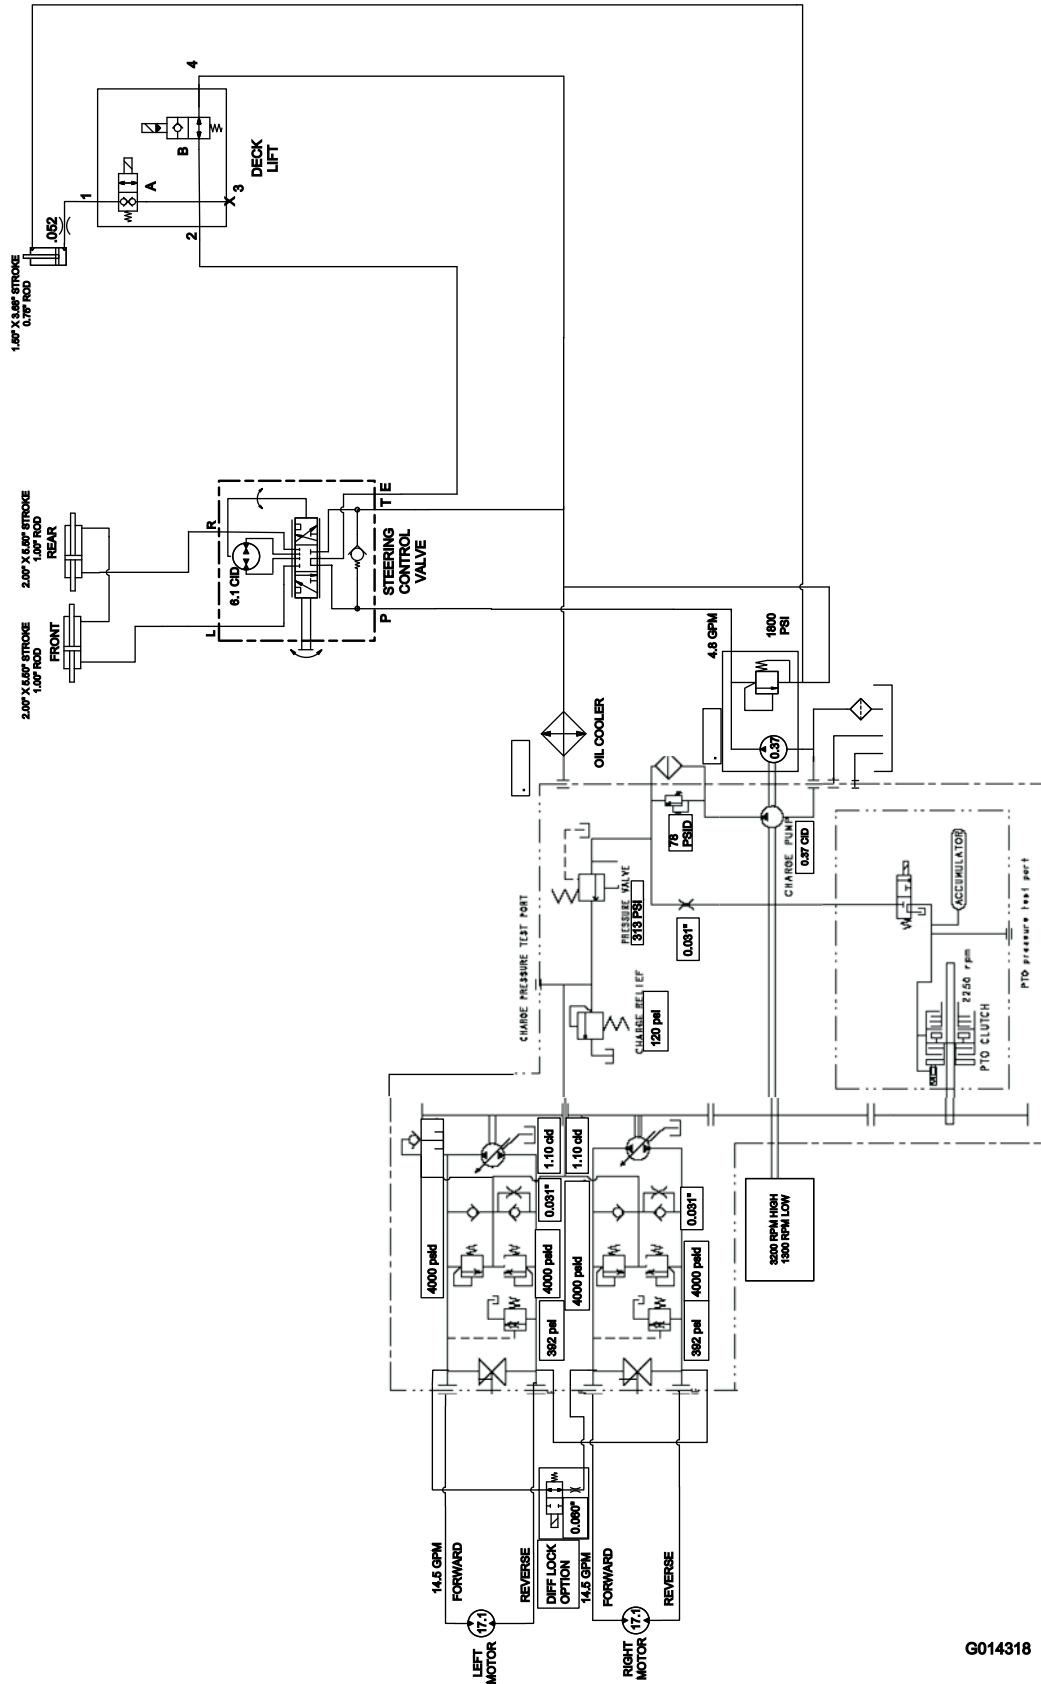 1.50" X 3.68" STROKE
0.75" ROD
.052
1
2
3
4
A
B
DECK
LIFT
2.00" X 5.50" STROKE
1.00" ROD
REAR
2.00" X 5.50" STROKE
1.00" ROD
FRONT
L
R
6.1 CID
P
T
E
STEERING
CONTROL
VALVE
OIL COOLER
4.8 GPM
1800
PSI
0.37
CHARGE PRESSURE TEST PORT
PRESSURE VALVE
313 PSI
78
PSID
CHARGE PUMP
0.37 CID
CHARGE RELIEF
120 psi
0.031"
ACCUMULATOR
2250 rpm
PTO CLUTCH
PTO pressure test port
4000 psid
1.10 cid
0.031"
4000 psid
392 psi
1.10 cid
4000 psid
0.031"
4000 psid
392 psi
3200 RPM HIGH
1300 RPM LOW
14.5 GPM
FORWARD
REVERSE
17.1
LEFT
MOTOR
DIFF LOCK
OPTION
0.060"
14.5 GPM
FORWARD
REVERSE
17.1
RIGHT
MOTOR
G014318